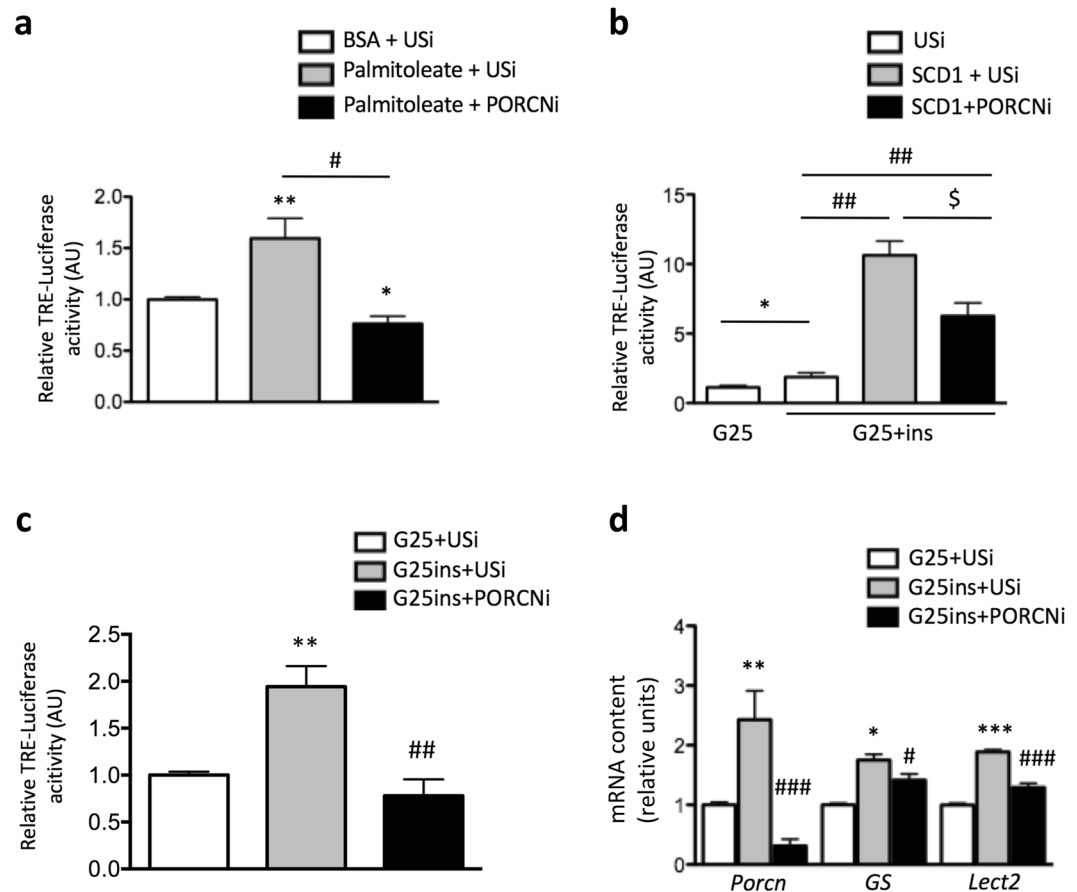 a
BSA + USi
Palmitoleate + USi
Palmitoleate + PORCNi
#
**
*
Relative TRE-Luciferase
acitivity (AU)
2.0
1.5
1.0
0.5
0.0
b
USi
SCD1 + USi
SCD1+PORCNi
##
##
$
*
Relative TRE-Luciferase
acitivity (AU)
15
10
5
0
G25
G25+ins
c
G25+USi
G25ins+USi
G25ins+PORCNi
**
##
Relative TRE-Luciferase
acitivity (AU)
2.5
2.0
1.5
1.0
0.5
0.0
d
G25+USi
G25ins+USi
G25ins+PORCNi
mRNA content
(relative units)
4
3
2
1
0
**
###
*
#
***
###
Porcn
GS
Lect2